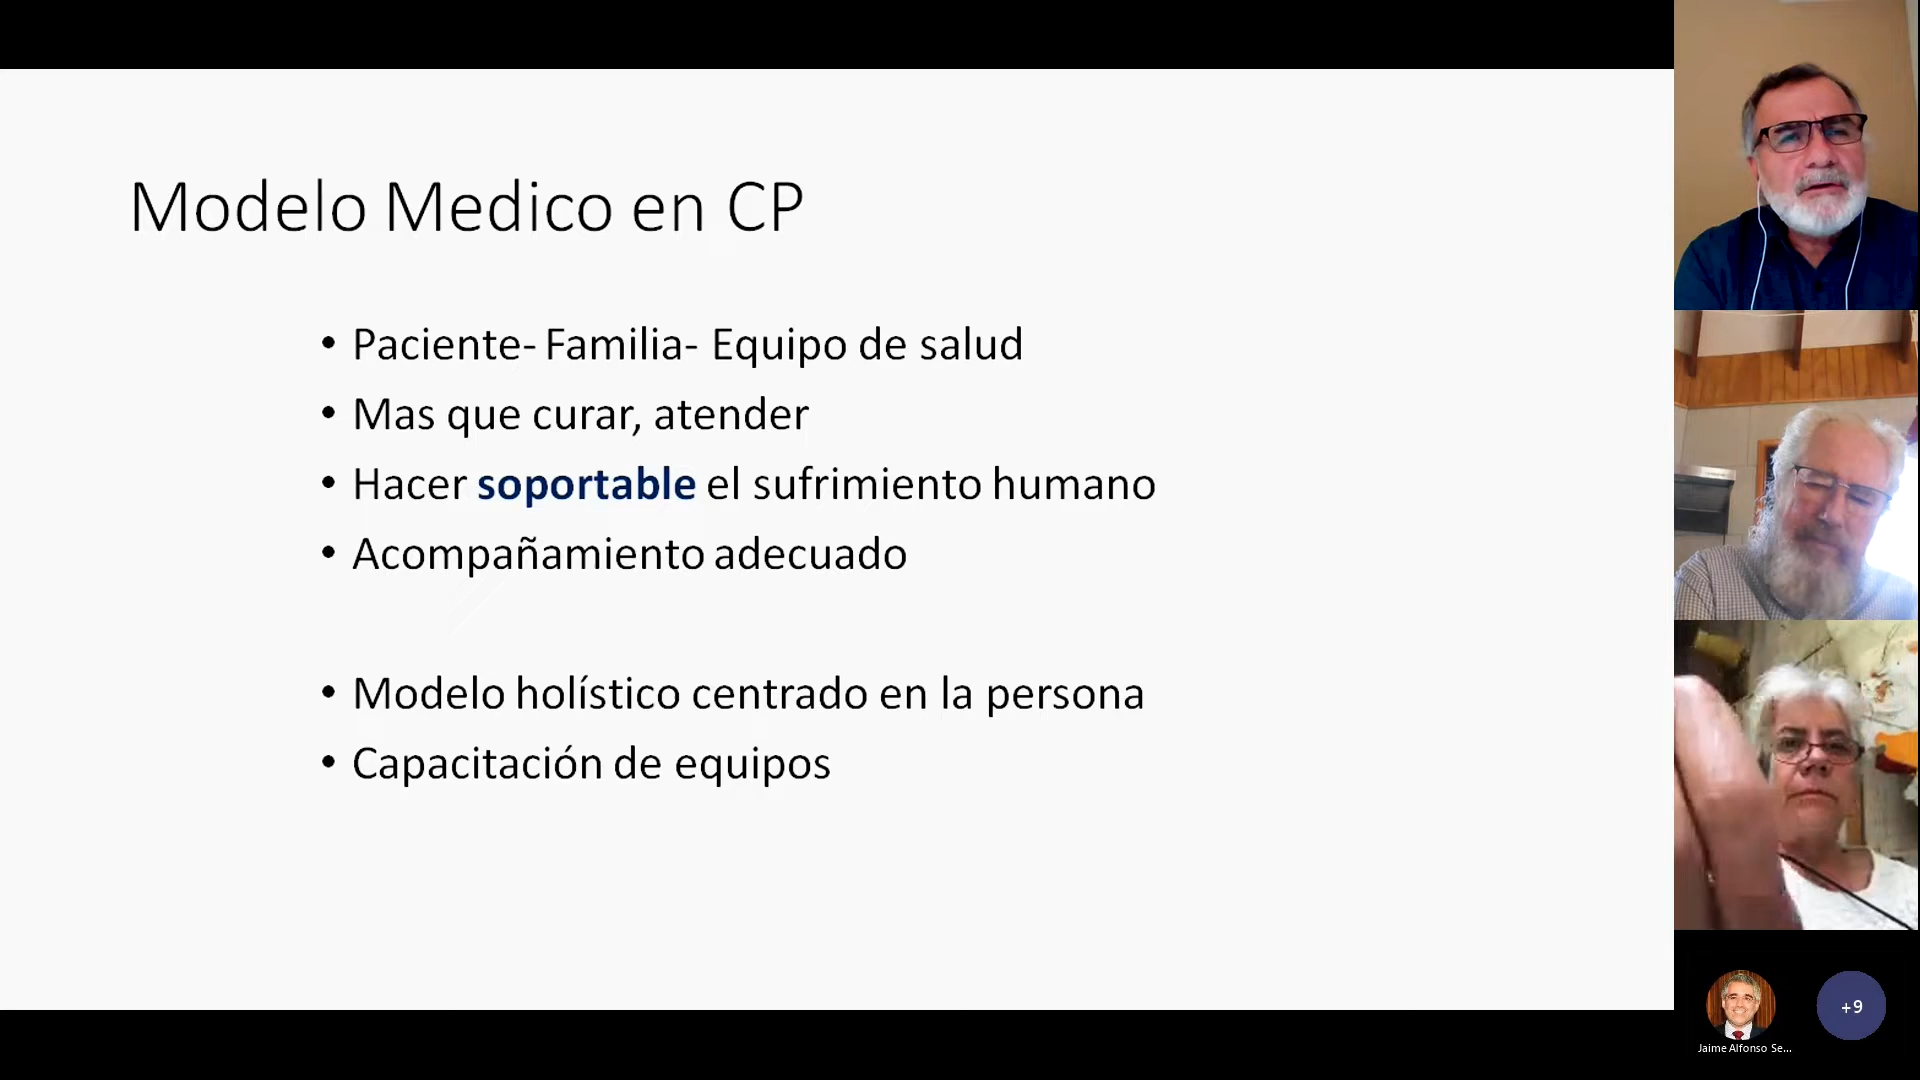 Modelo Medico en CP
• Paciente- Familia- Equipo de salud
• Mas que curar, atender
• Hacer soportable el sufrimiento humano
• Acompañamiento adecuado
• Modelo holístico centrado en la persona
• Capacitación de equipos
+9
Jaime Alfonso Se...